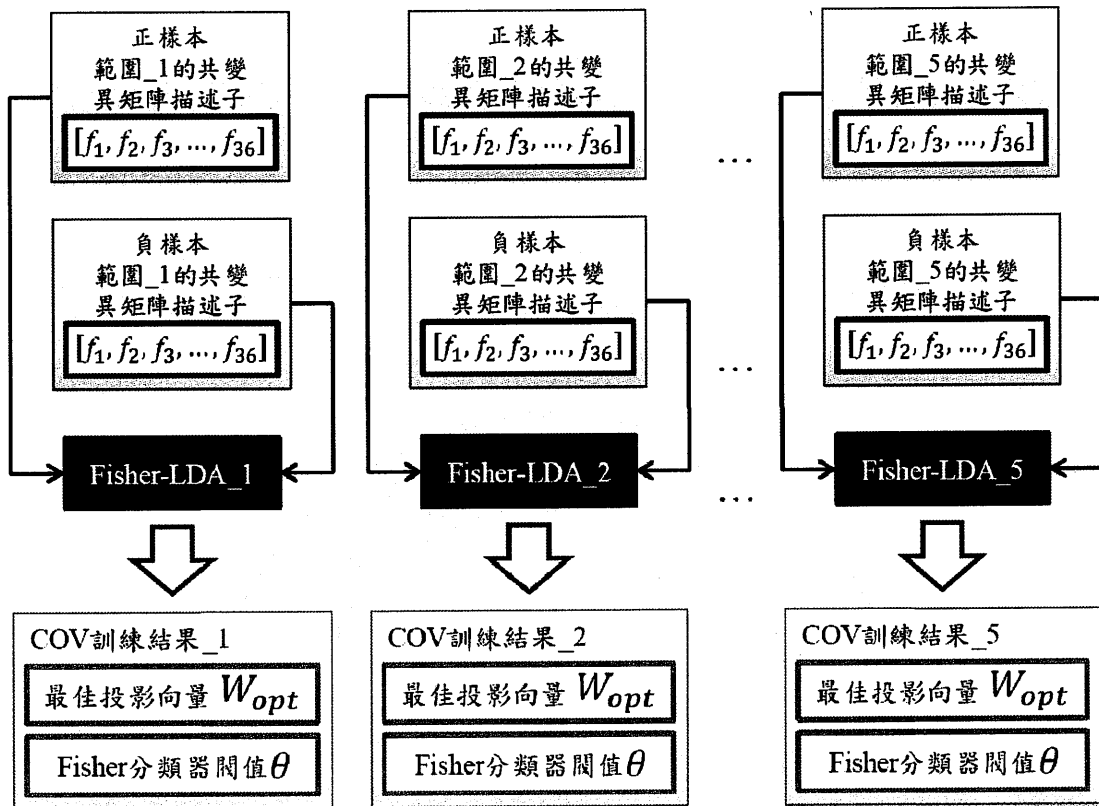 正樣本
範圍_1的共變
異矩陣描述子
[f₁, f₂, f₃, ..., f₃₆]
正樣本
範圍_2的共變
異矩陣描述子
[f₁, f₂, f₃, ..., f₃₆]
...
正樣本
範圍_5的共變
異矩陣描述子
[f₁, f₂, f₃, ..., f₃₆]
負樣本
範圍_1的共變
異矩陣描述子
[f₁, f₂, f₃, ..., f₃₆]
負樣本
範圍_2的共變
異矩陣描述子
[f₁, f₂, f₃, ..., f₃₆]
...
負樣本
範圍_5的共變
異矩陣描述子
[f₁, f₂, f₃, ..., f₃₆]
Fisher-LDA_1
Fisher-LDA_2
...
Fisher-LDA_5
COV訓練結果_1
最佳投影向量 W_opt
Fisher分類器閥值θ
COV訓練結果_2
最佳投影向量 W_opt
Fisher分類器閥值θ
COV訓練結果_5
最佳投影向量 W_opt
Fisher分類器閥值θ